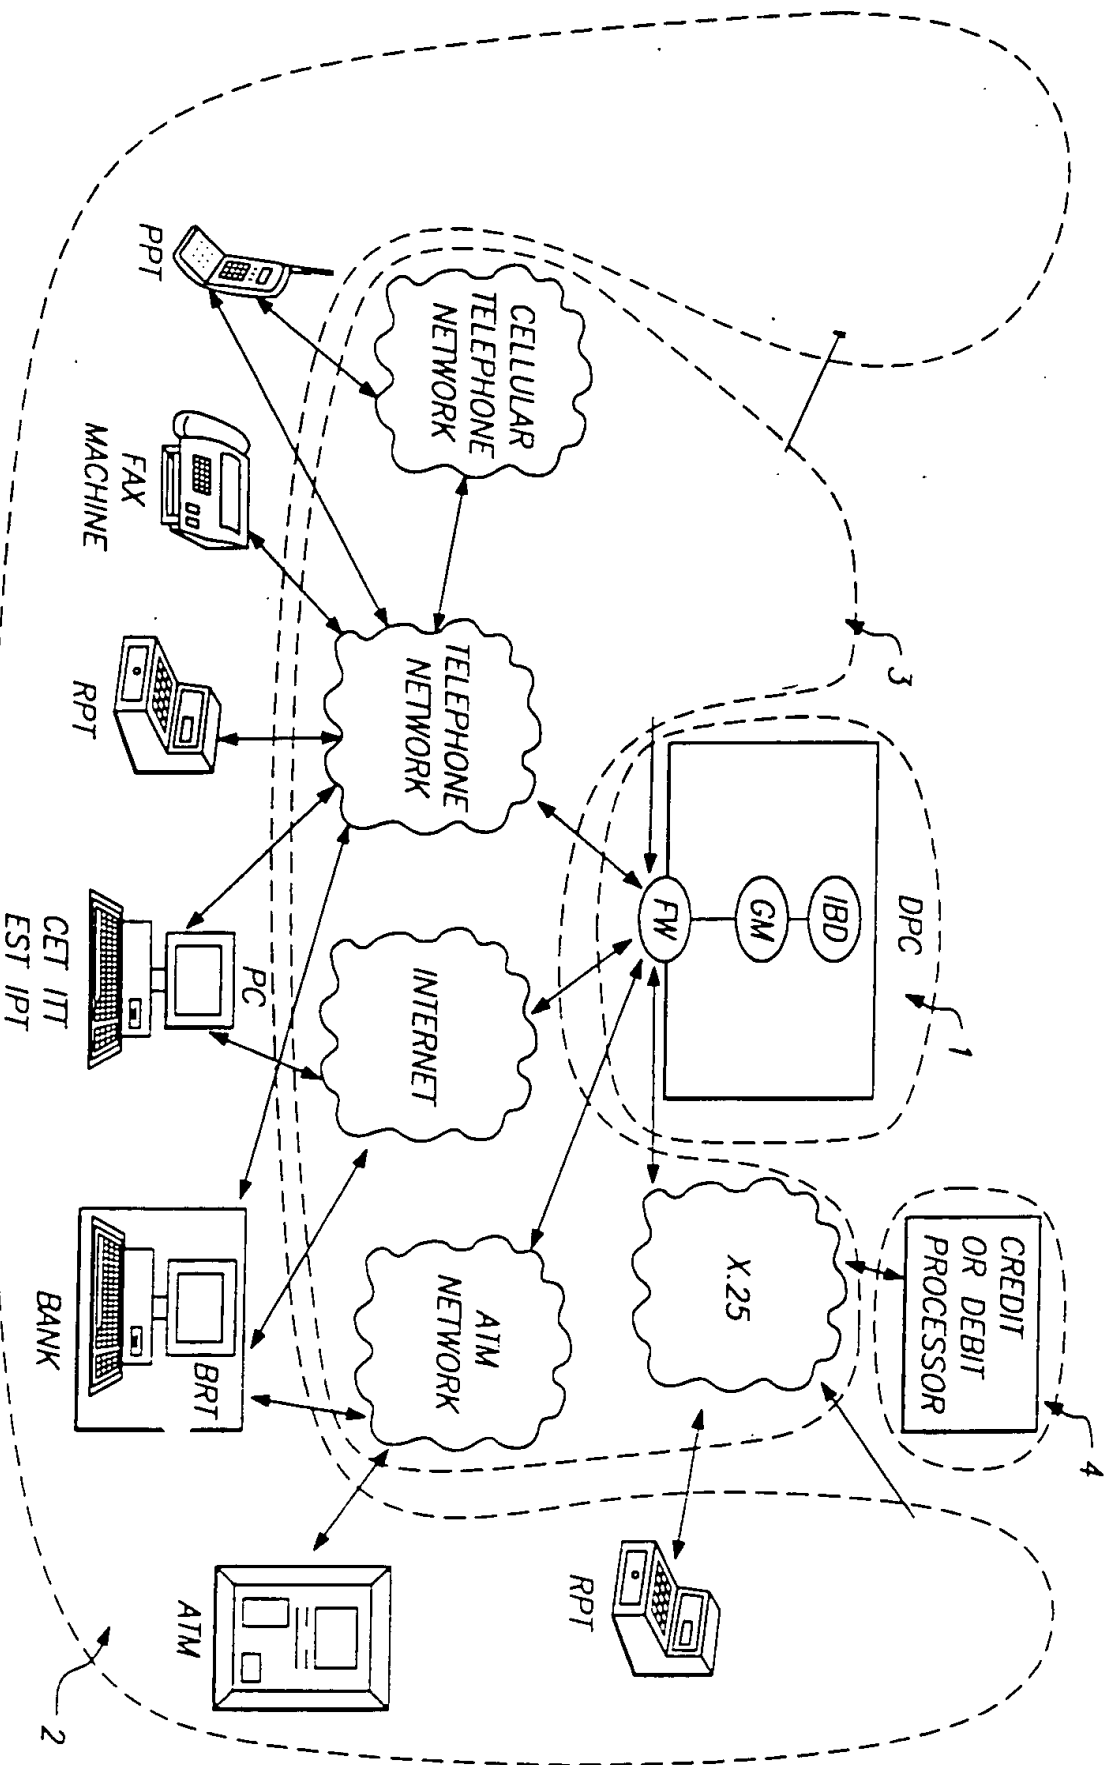 DPC
1
IBD
GM
FW
3
CREDIT
OR DEBIT
PROCESSOR
4
CELLULAR
TELEPHONE
NETWORK
TELEPHONE
NETWORK
INTERNET
X.25
ATM
NETWORK
PPT
FAX
MACHINE
RPT
PC
CET ITT
EST IPT
BRT
BANK
ATM
RPT
2